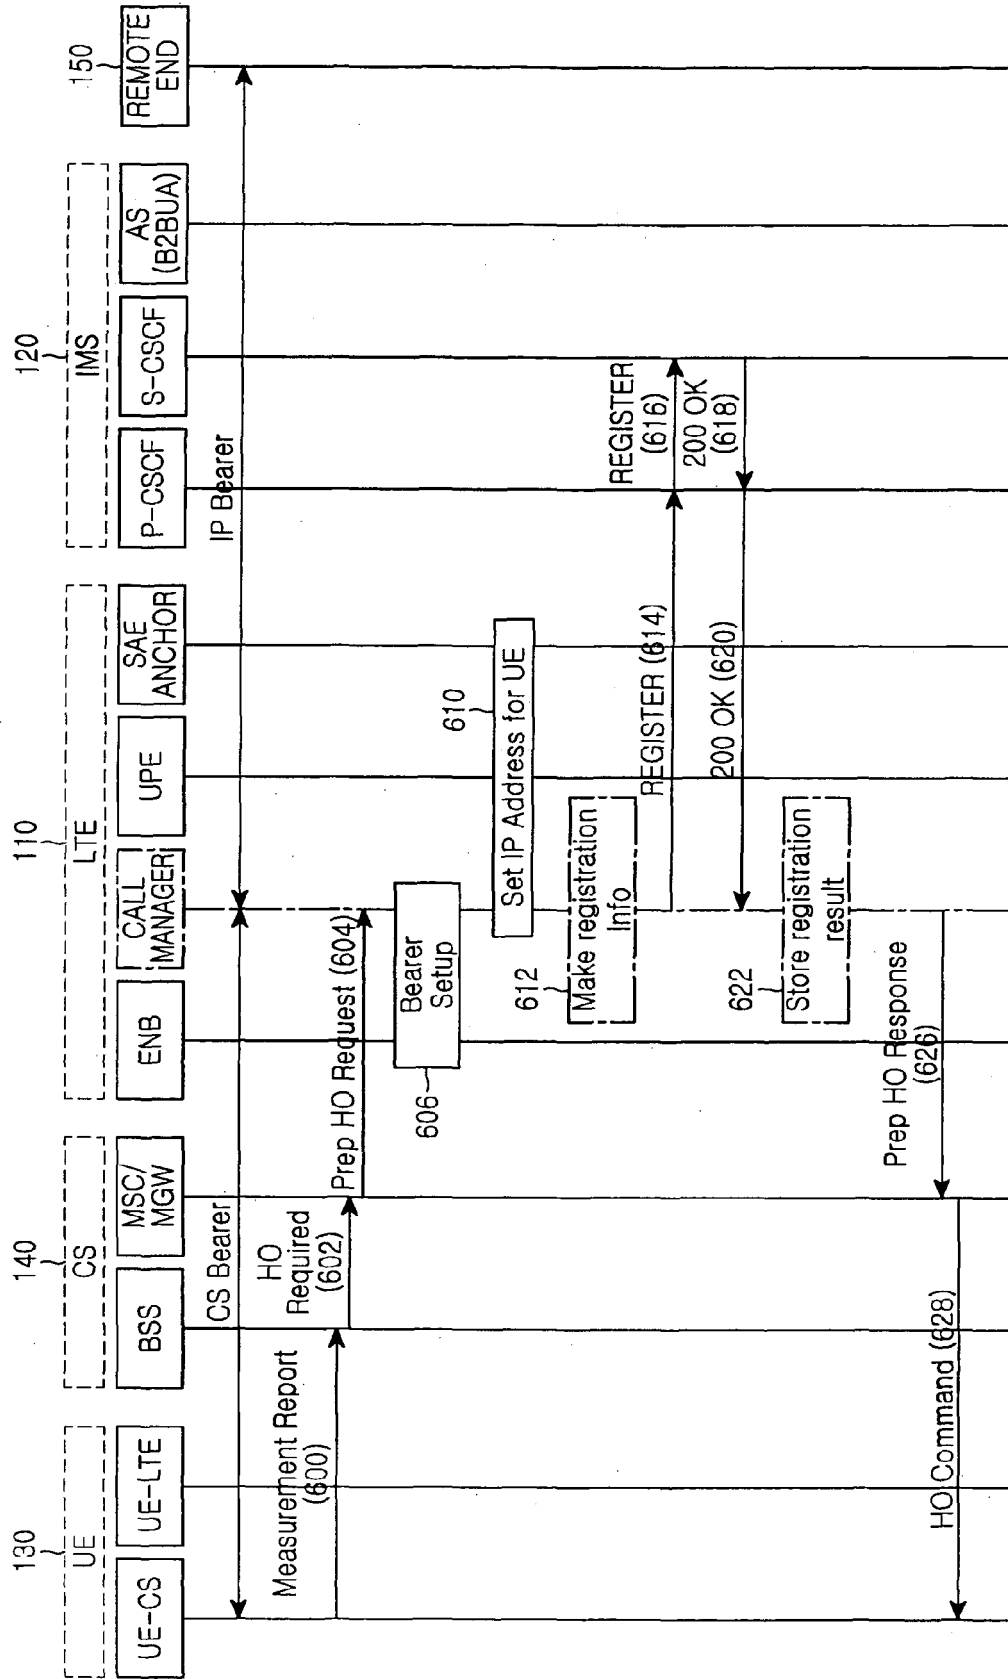 130
UE
UE-CS
UE-LTE
140
CS
BSS
MSC/
MGW
110
LTE
ENB
CALL
MANAGER
UPE
SAE
ANCHOR
120
IMS
P-CSCF
S-CSCF
AS
(B2BUA)
150
REMOTE
END
CS Bearer
IP Bearer
Measurement Report
(600)
HO
Required
(602)
Prep HO Request (604)
606
Bearer
Setup
610
Set IP Address for UE
612
Make registration
Info
REGISTER (614)
REGISTER
(616)
200 OK
(618)
200 OK (620)
622
Store registration
result
Prep HO Response
(626)
HO Command (628)